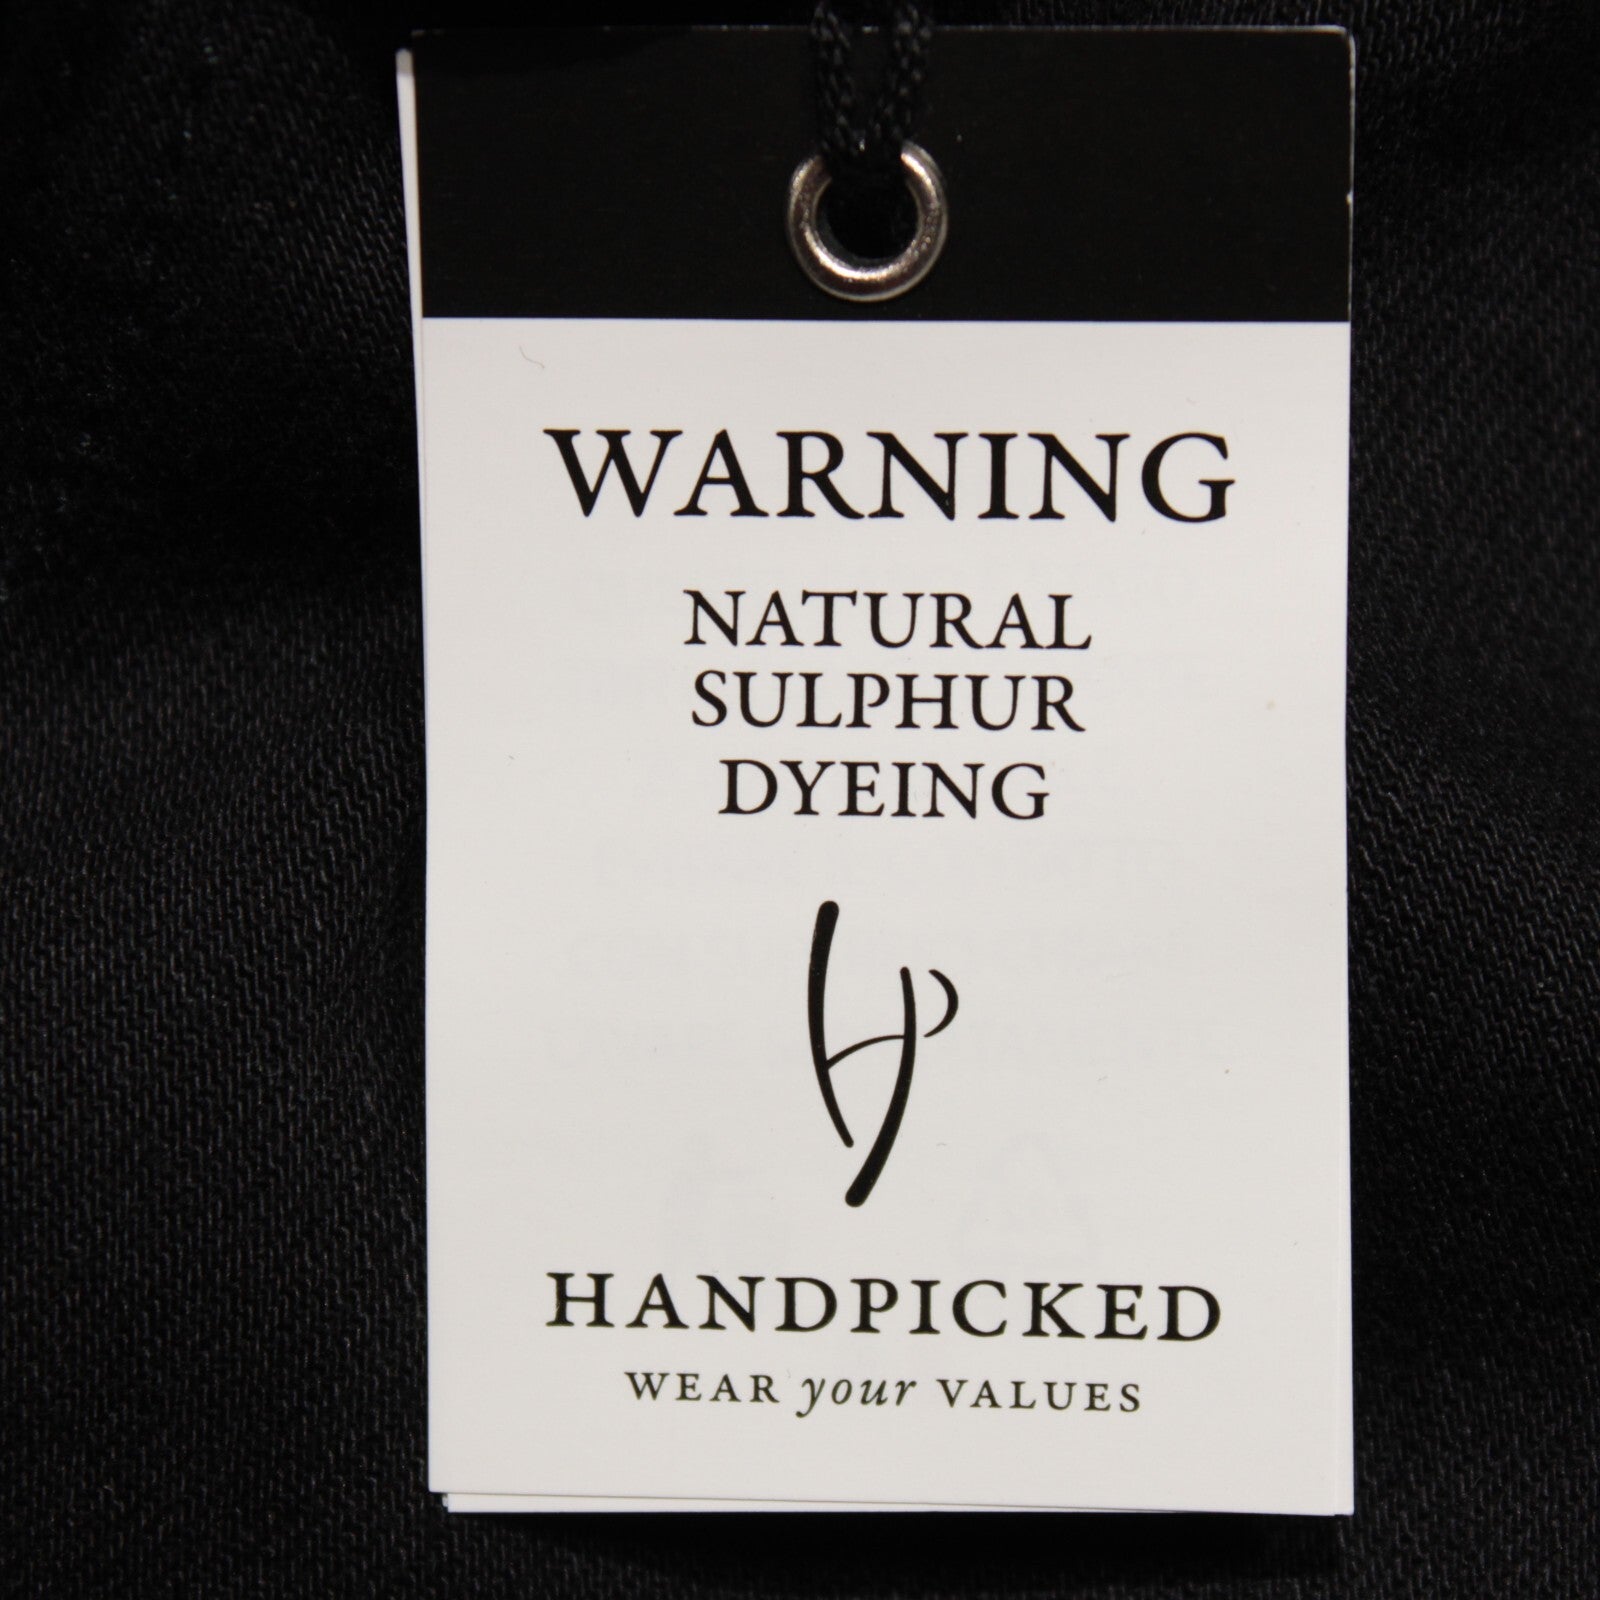 WARNING
NATURAL
SULPHUR
DYEING
HANDPICKED
WEAR your VALUES